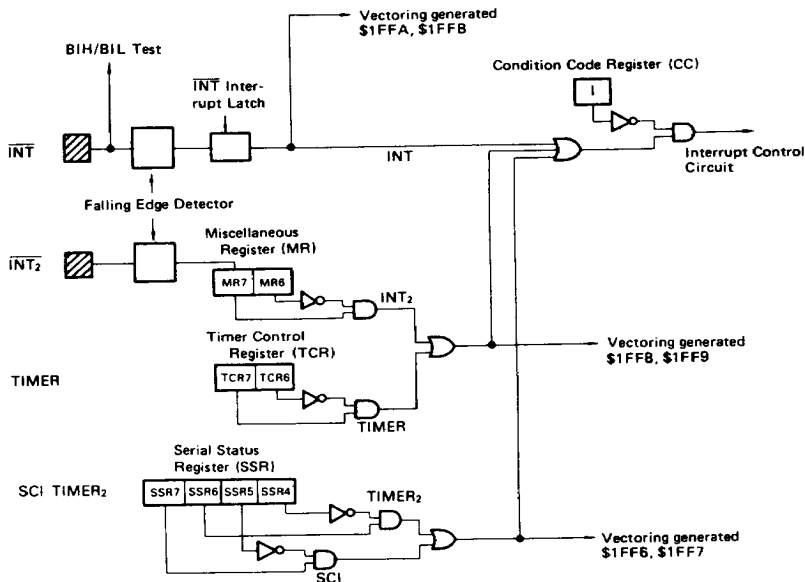 Vectoring generated
$1FFA, $1FFB
BIH/BIL Test
Condition Code Register (CC)
INT Inter-
rupt Latch
I
INT
INT
Interrupt Control
Circuit
Falling Edge Detector
Miscellaneous
Register (MR)
INT2
MR7 MR6
INT2
Timer Control
Register (TCR)
Vectoring generated
$1FF8, $1FF9
TIMER
TCR7 TCR6
TIMER
Serial Status
Register (SSR)
SCI TIMER2
SSR7 SSR6 SSR5 SSR4
TIMER2
Vectoring generated
$1FF6, $1FF7
SCI